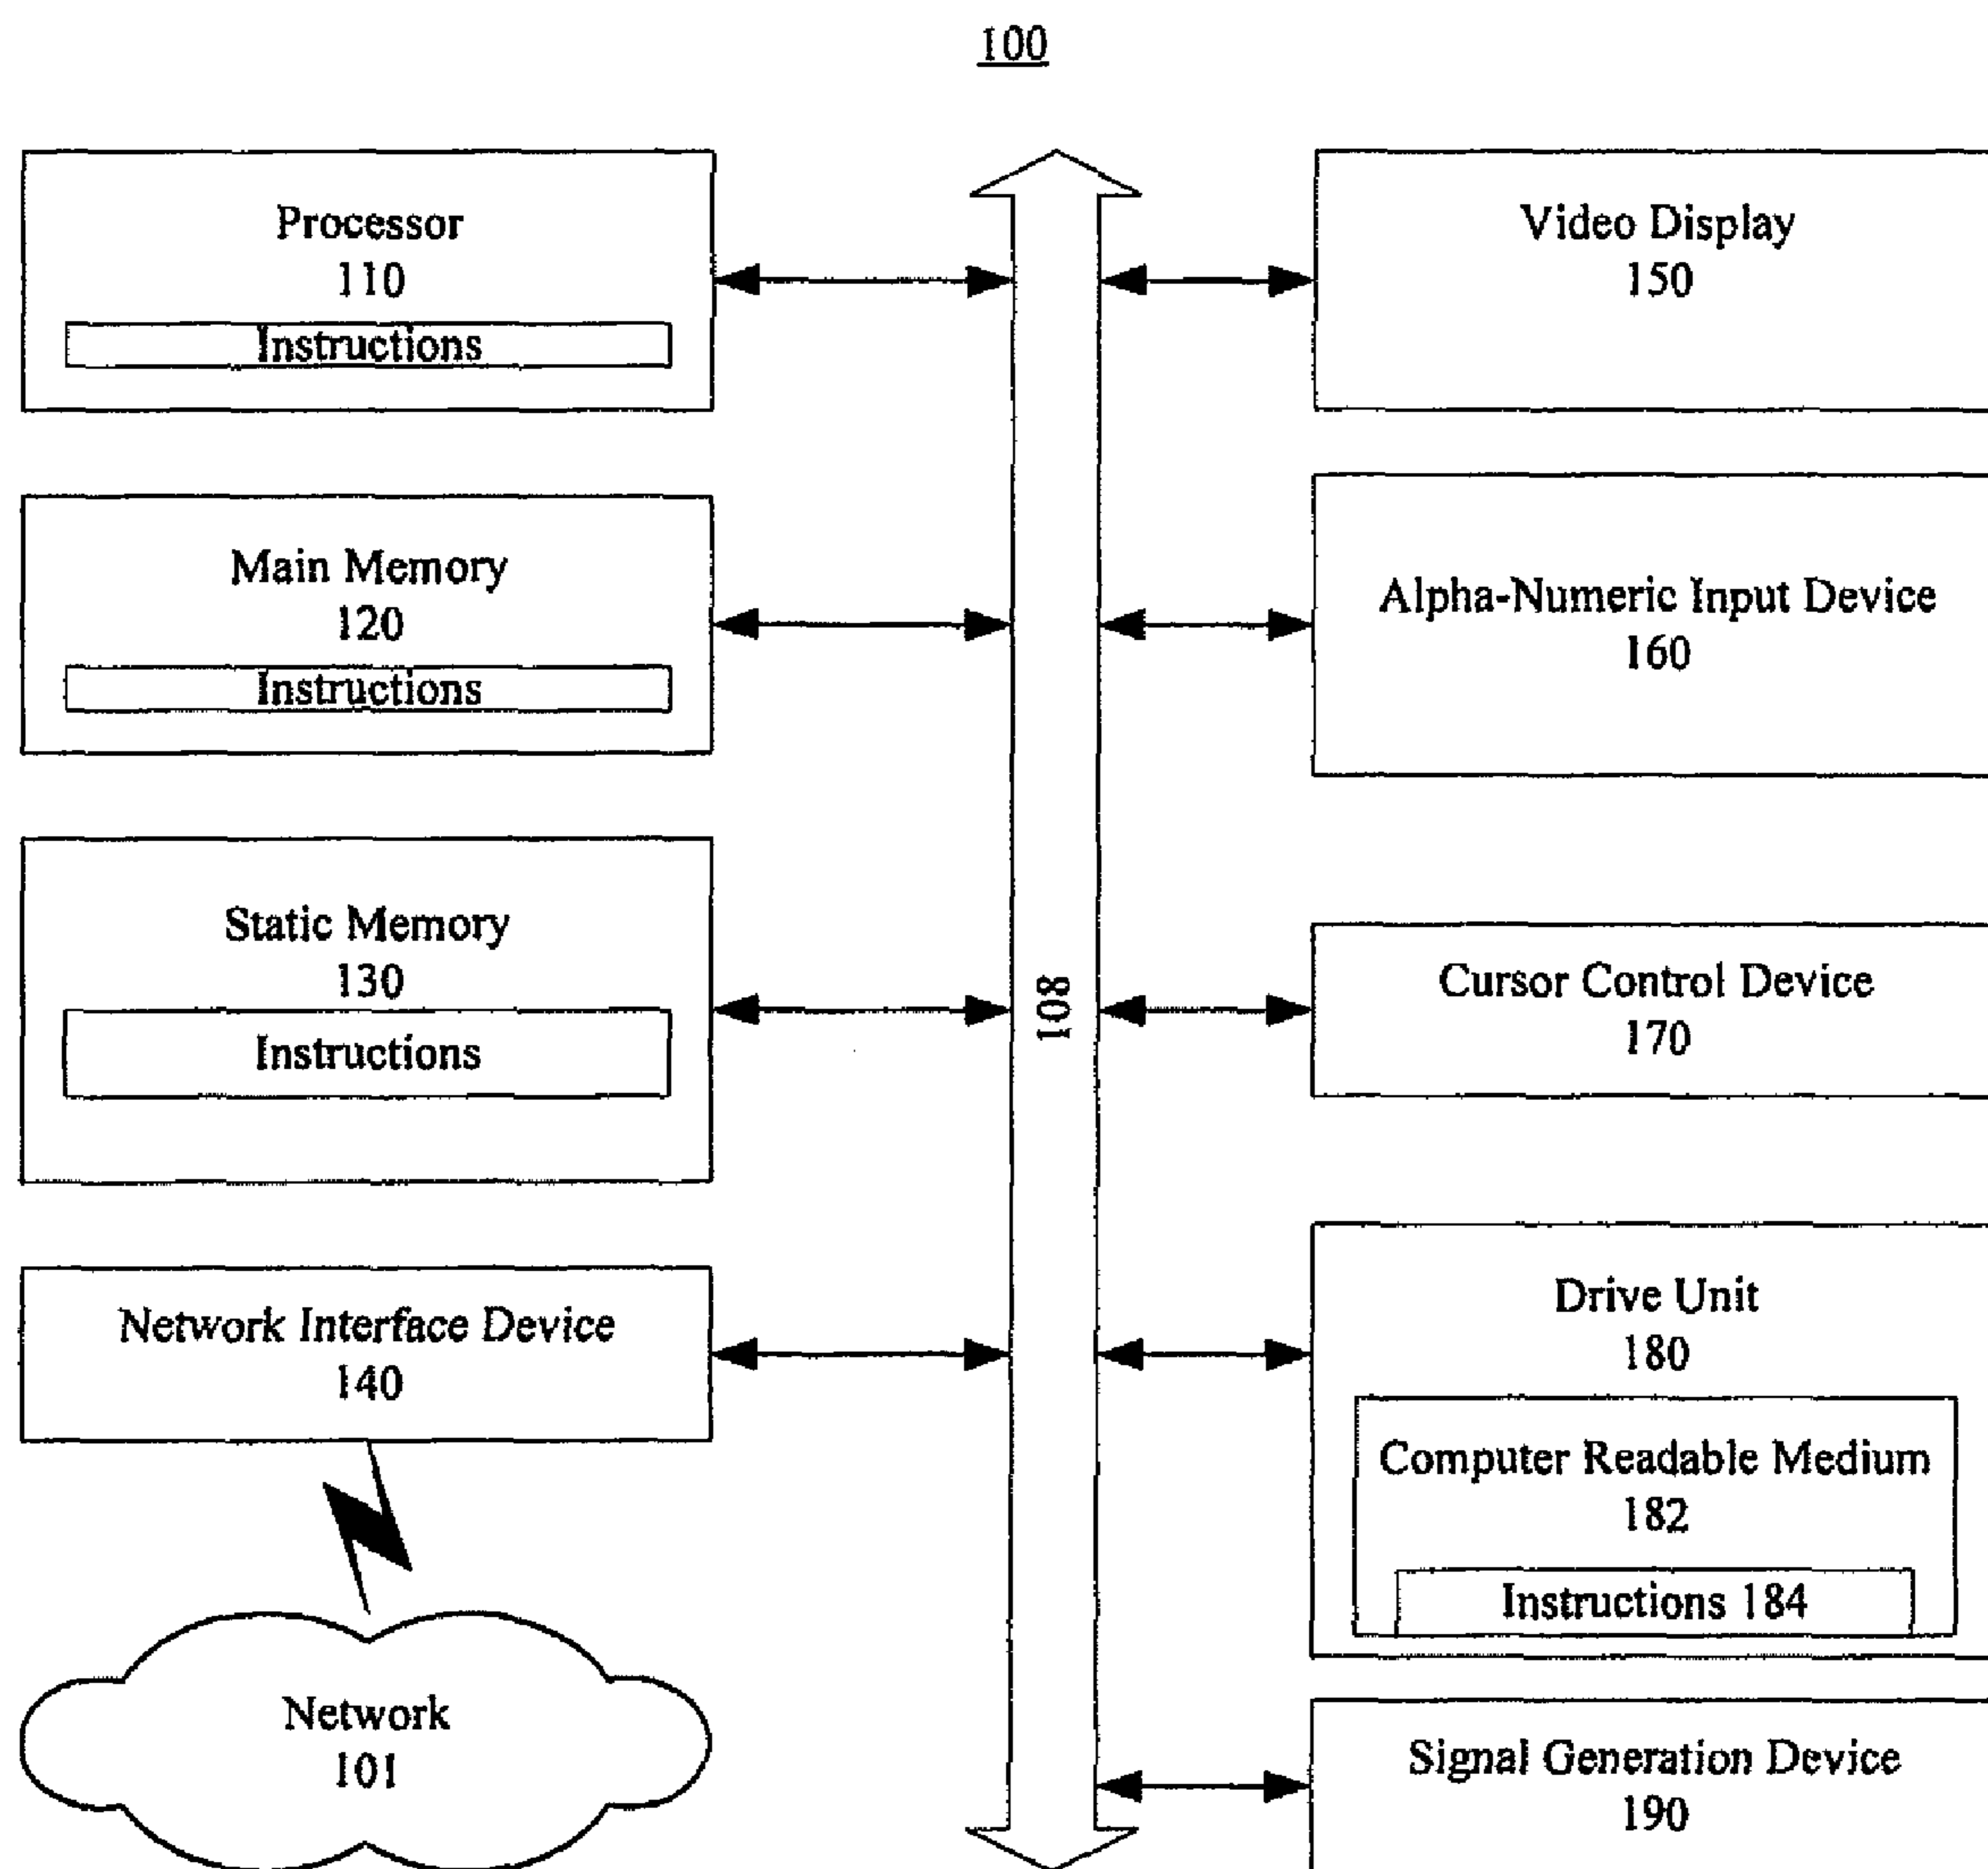 100
Processor
110
Instructions
Main Memory
120
Instructions
Static Memory
130
Instructions
Network Interface Device
140
Network
101
108
Video Display
150
Alpha-Numeric Input Device
160
Cursor Control Device
170
Drive Unit
180
Computer Readable Medium
182
Instructions 184
Signal Generation Device
190